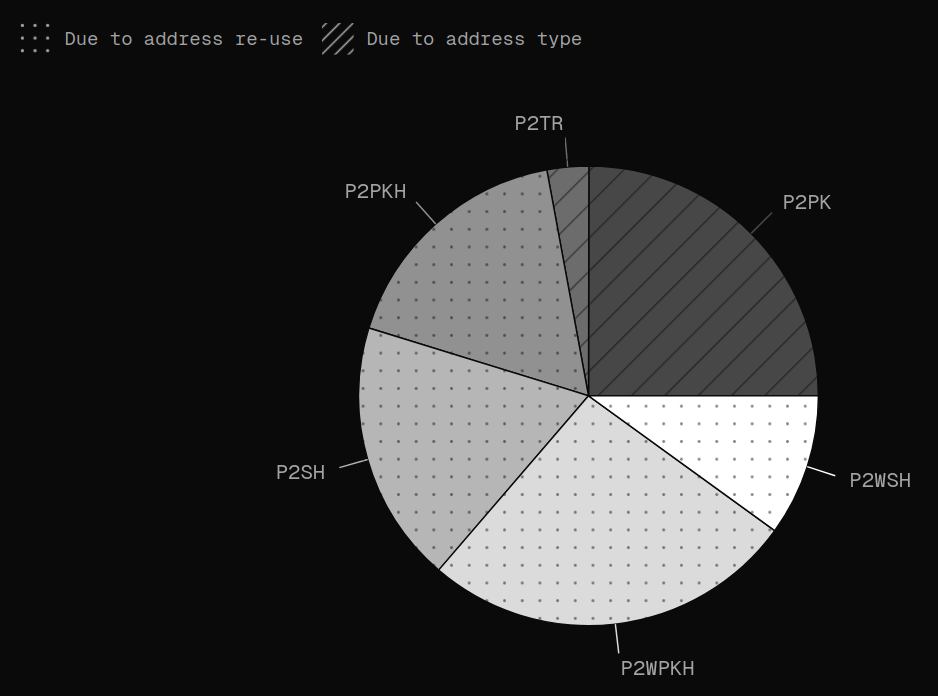 Due to address re-use Due to address type
P2TR
P2PKH
P2PK
P2SH
P2WSH
P2WPKH